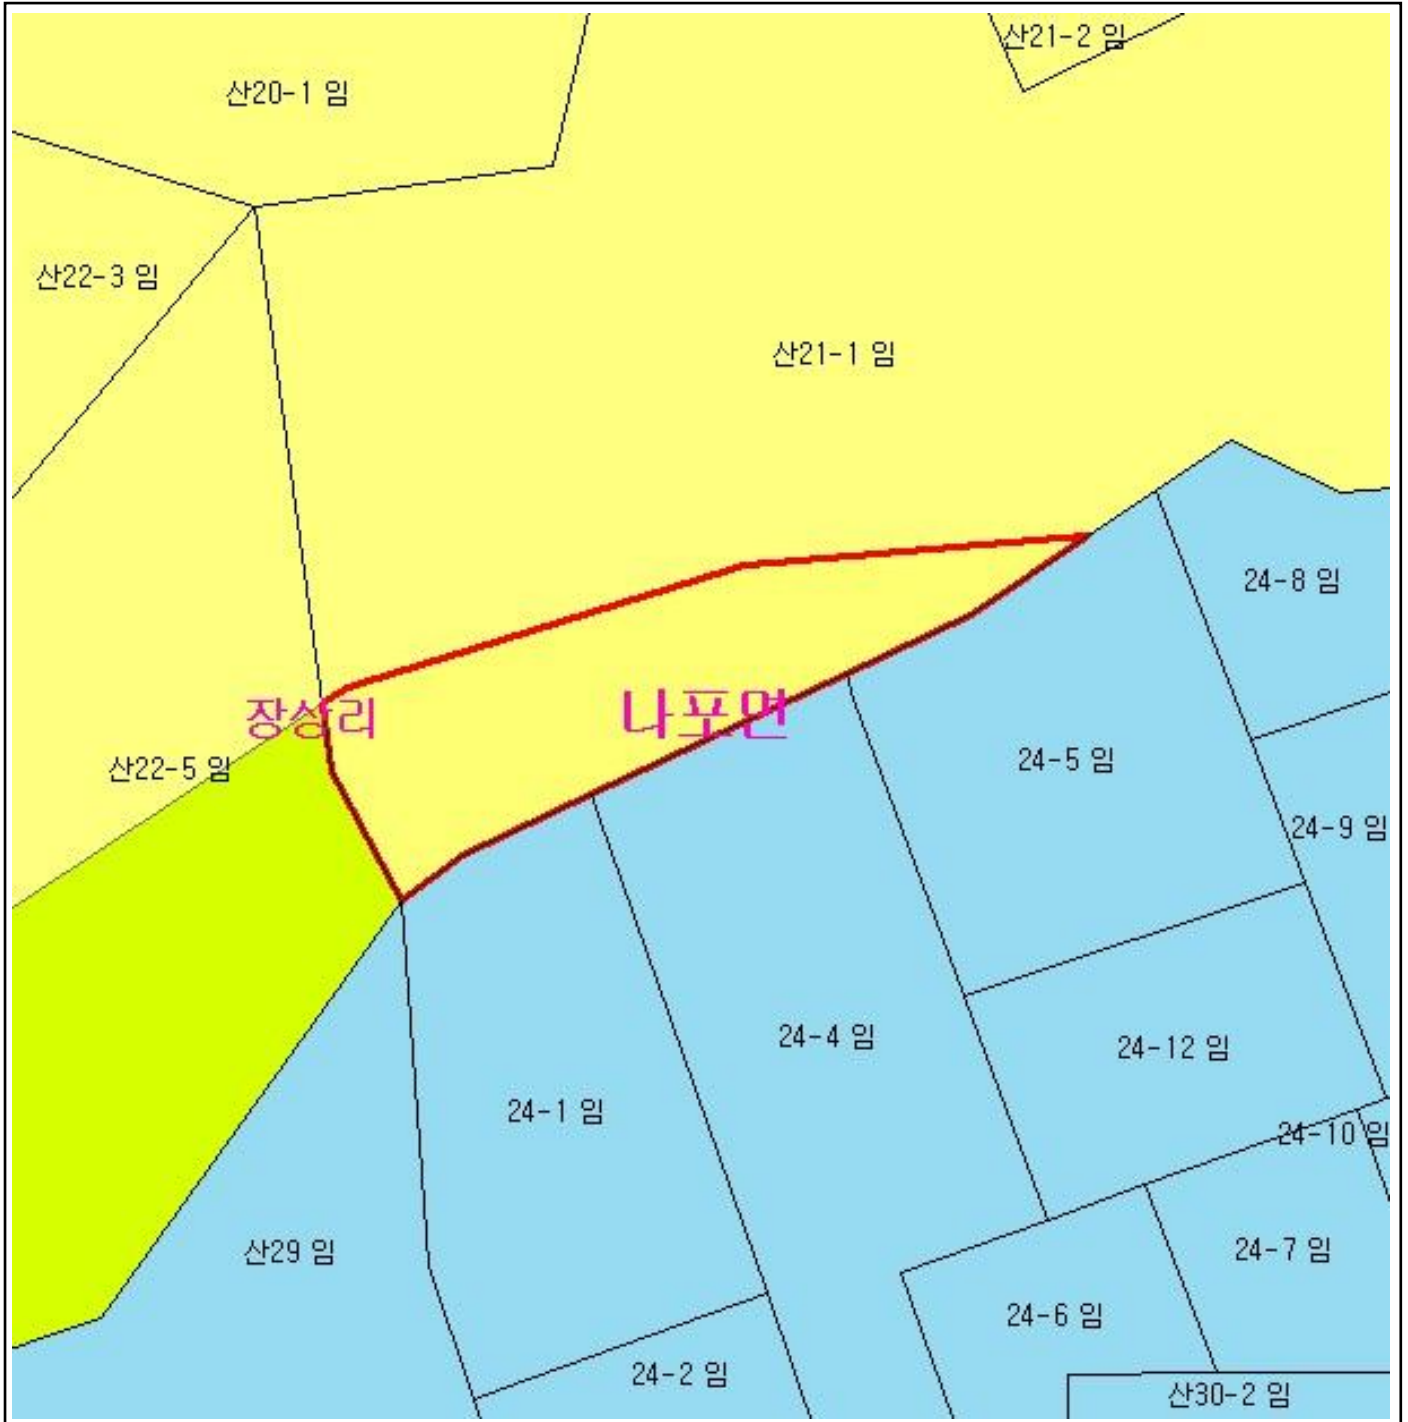 산21-2 임
산20-1 임
산22-3 임
산21-1 임
24-8 임
장상리
나포면
산22-5 임
24-5 임
24-9 임
24-4 임
24-12 임
24-1 임
24-10 임
산29 임
24-7 임
24-6 임
24-2 임
산30-2 임